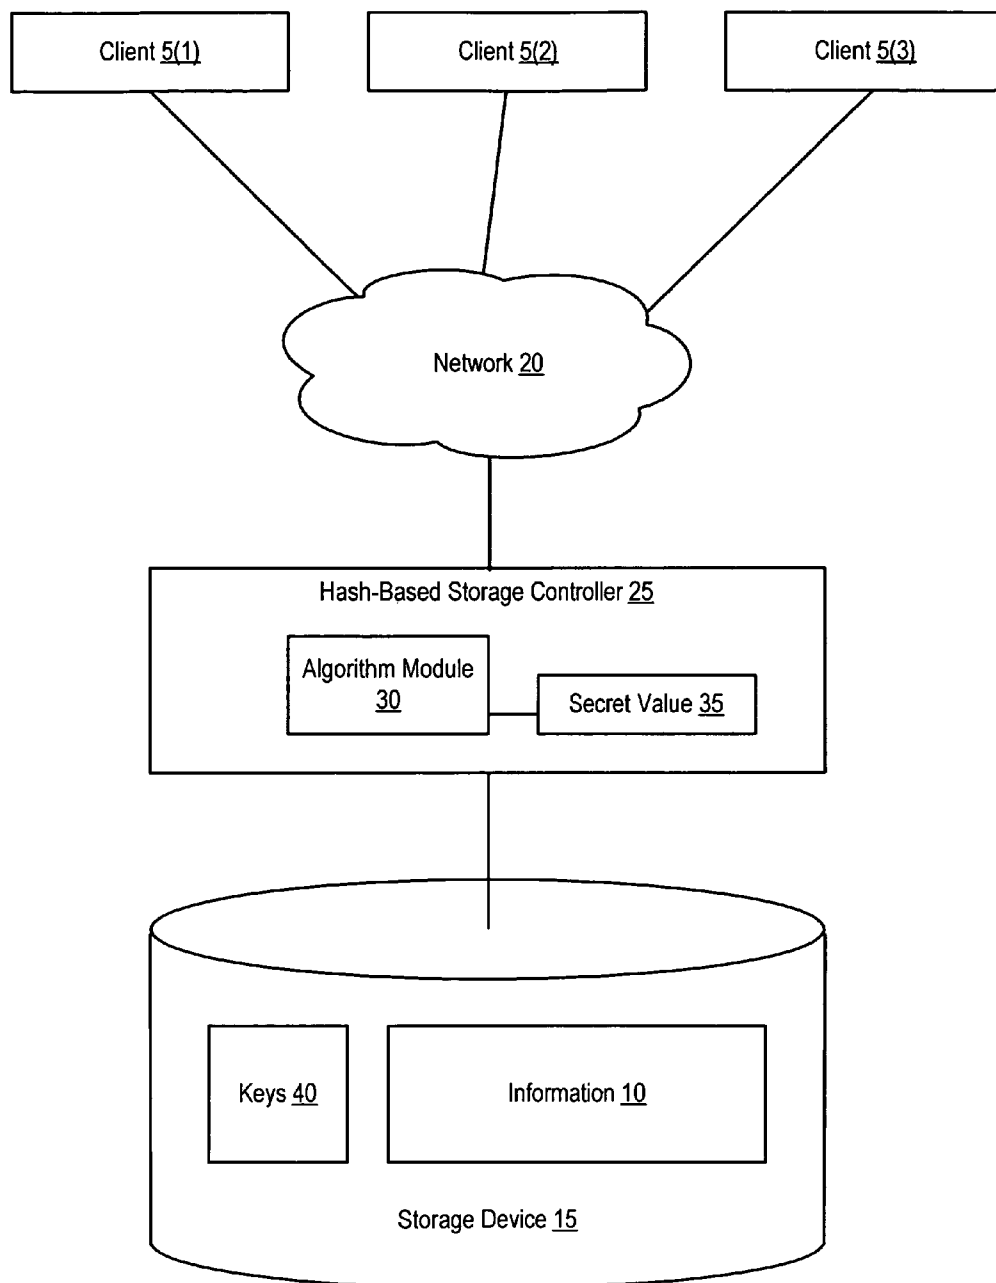 Client 5(1)
Client 5(2)
Client 5(3)
Network 20
Hash-Based Storage Controller 25
Algorithm Module
30
Secret Value 35
Keys 40
Information 10
Storage Device 15